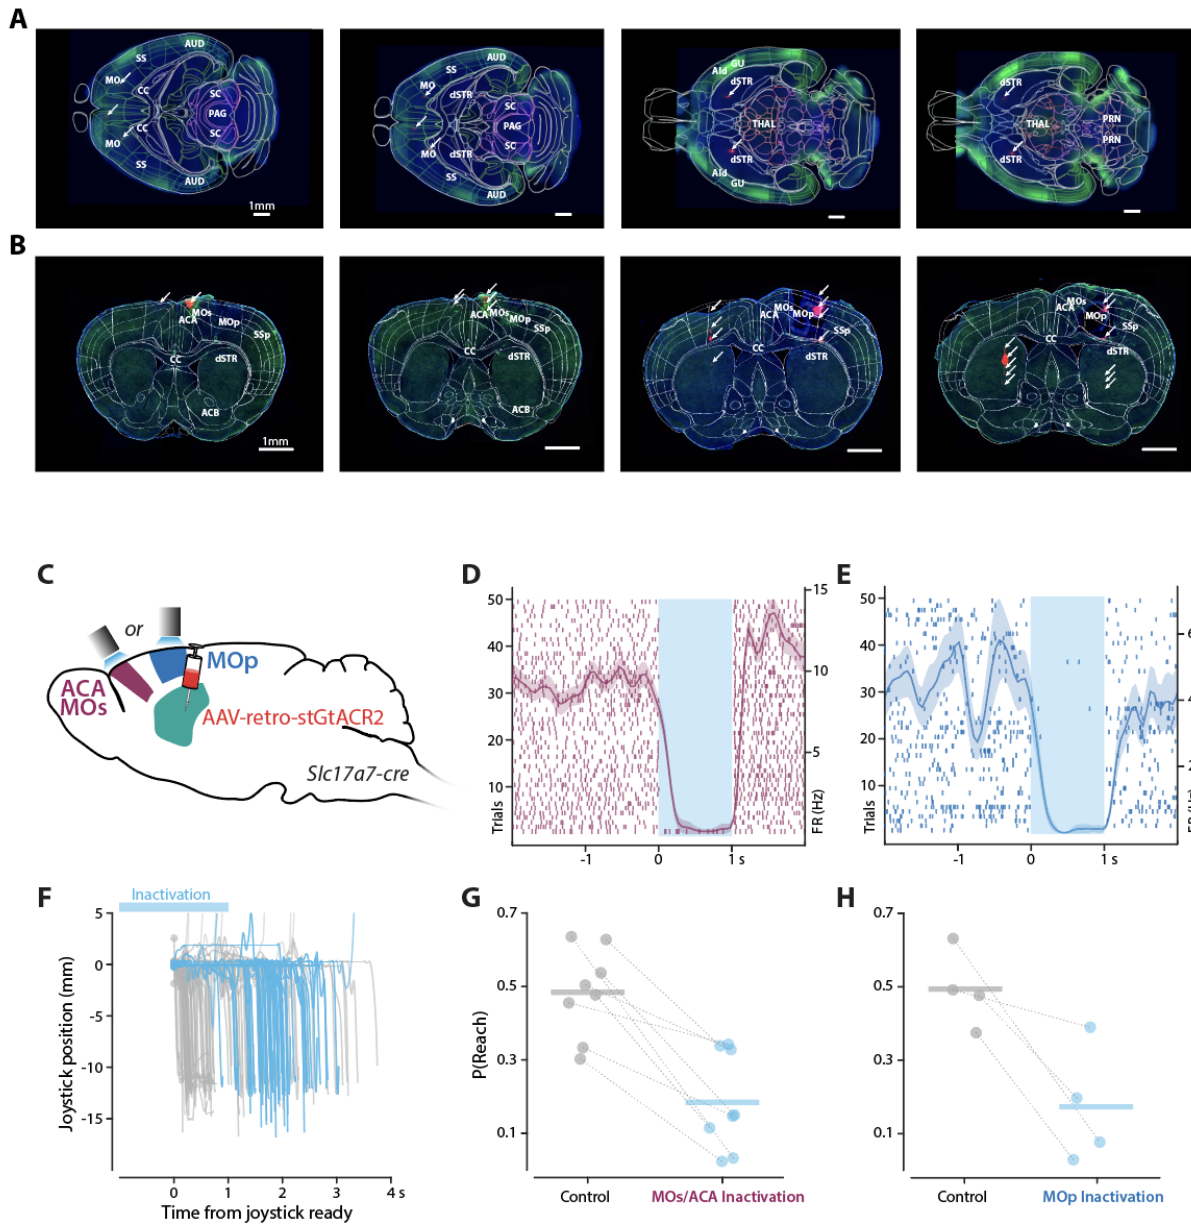 A
MO
SS
AUD
CC
SC
PAG
SC
CC
MO
SS
AUD
1mm
MO
SS
AUD
dSTR
SC
PAG
SC
MO
dSTR
SS
AUD
AId
GU
dSTR
THAL
dSTR
AId
GU
dSTR
THAL
PRN
PRN
dSTR
B
ACA
MOs
MOp
SSp
CC
dSTR
ACB
1mm
ACA
MOs
MOp
SSp
CC
dSTR
ACB
MOs
ACA
MOp
SSp
CC
dSTR
MOs
ACA
MOp
SSp
CC
dSTR
C
or
ACA
MOs
MOp
AAV-retro-stGtACR2
Slc17a7-cre
D
50
40
30
20
10
Trials
15
10
5
FR (Hz)
-1
0
1 s
E
50
40
30
20
10
Trials
6
4
2
-1
0
1 s
F
Inactivation
5
0
-5
-10
-15
Joystick position (mm)
0
1
2
3
4 s
Time from joystick ready
G
0.7
0.5
0.3
0.1
P(Reach)
Control
MOs/ACA Inactivation
H
0.7
0.5
0.3
0.1
Control
MOp Inactivation